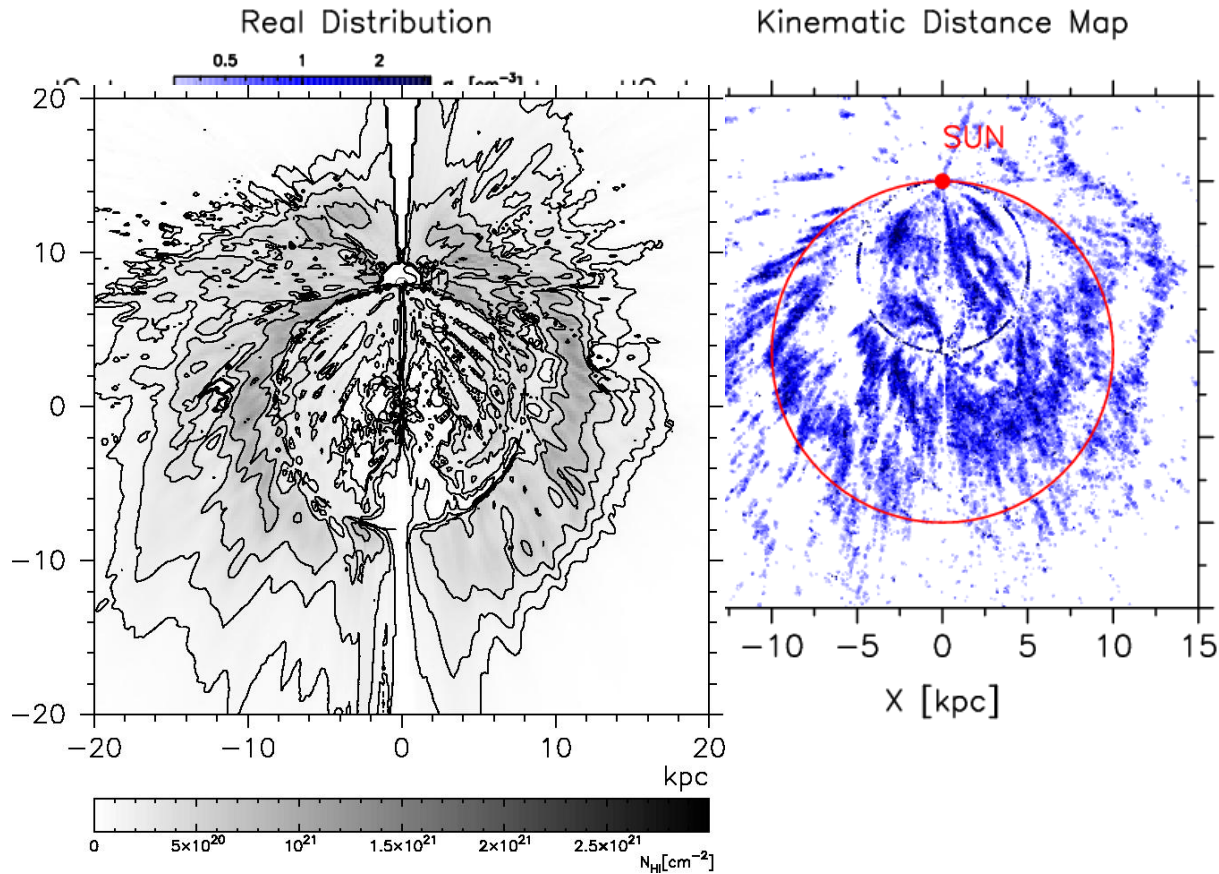 Real Distribution
Kinematic Distance Map
0.5 1 2
[cm⁻³]
20
10
0
−10
−20
−20 −10 0 10 20
kpc
0 5×10²⁰ 10²¹ 1.5×10²¹ 2×10²¹ 2.5×10²¹
N_HI[cm⁻²]
SUN
−10 −5 0 5 10 15
X [kpc]